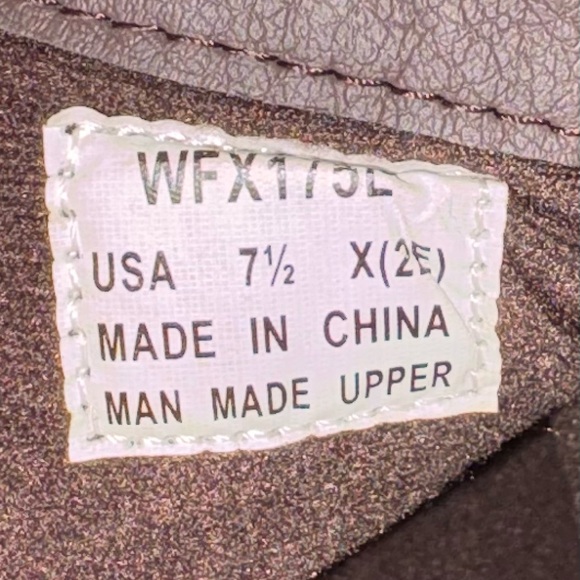 WFX175L
USA 7½ X(2E)
MADE IN CHINA
MAN MADE UPPER